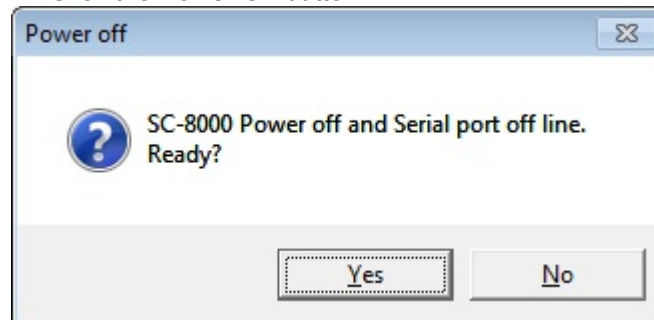 Power off
SC-8000 Power off and Serial port off line.
Ready?
Yes
No